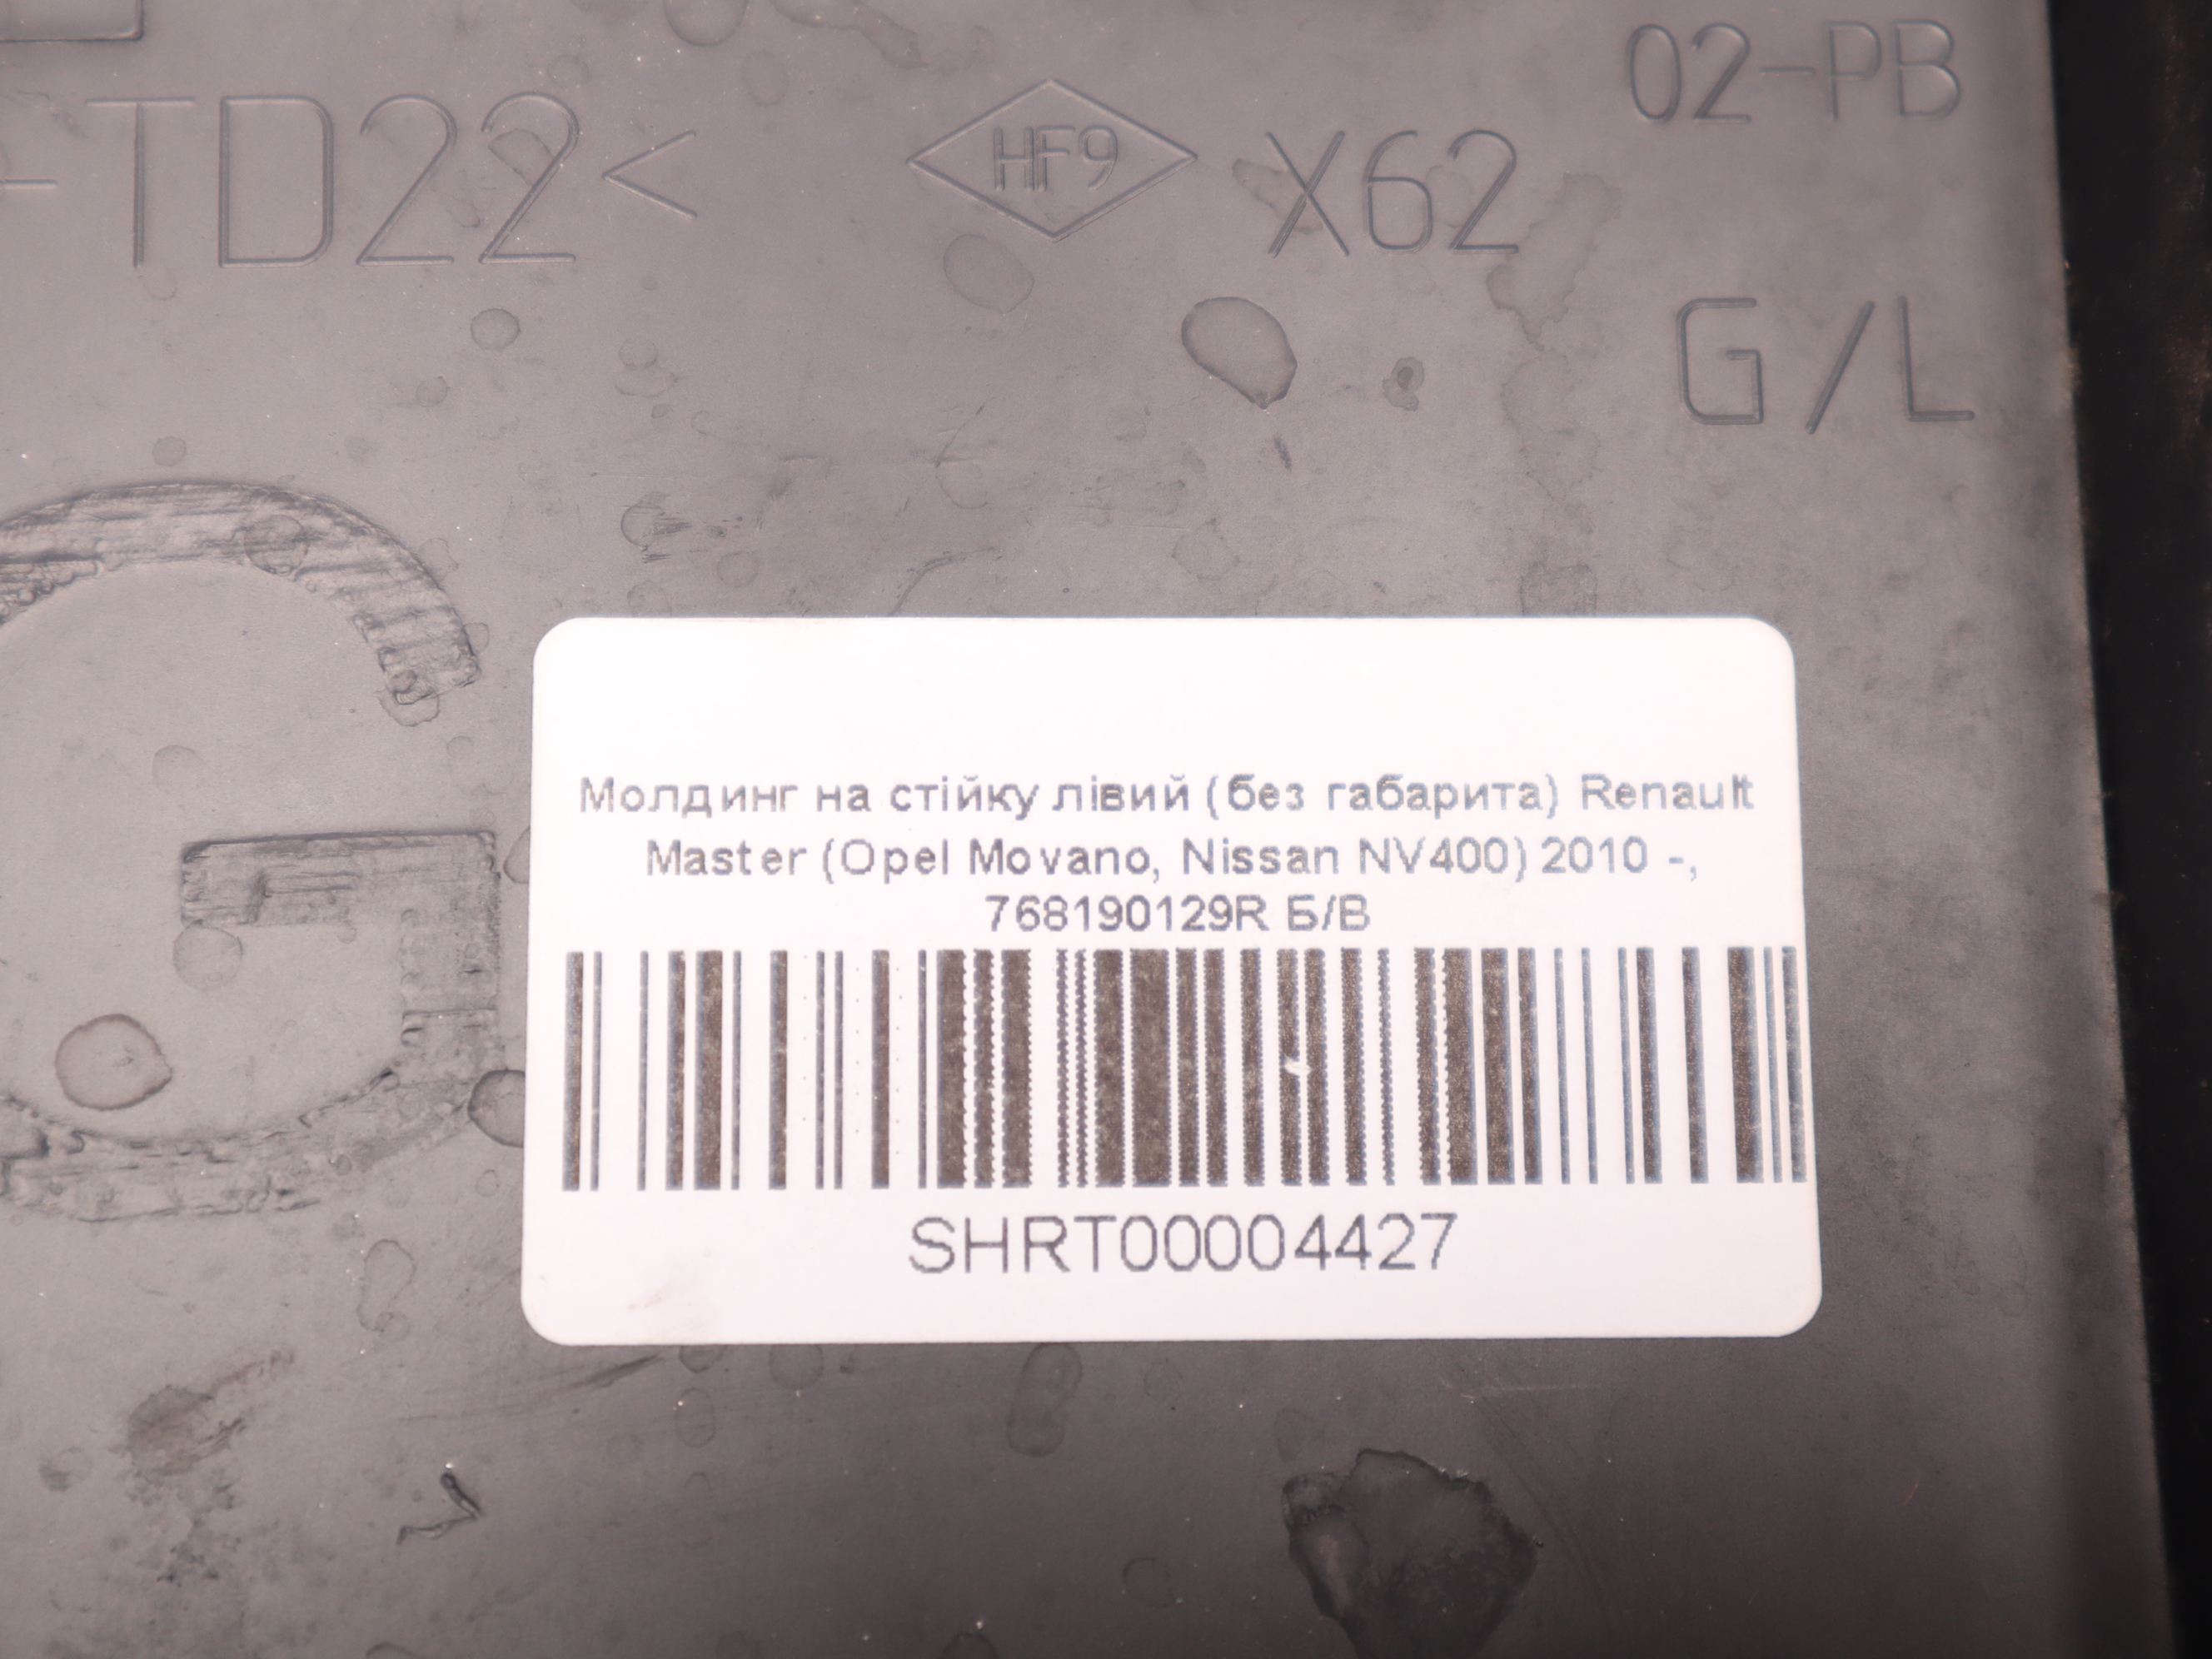 02-PB
TD22<
HF9
X62
G/L
G
Молдинг на стійку лівий (без габарита) Renault
Master (Opel Movano, Nissan NV400) 2010 -,
768190129R Б/В
SHRT00004427